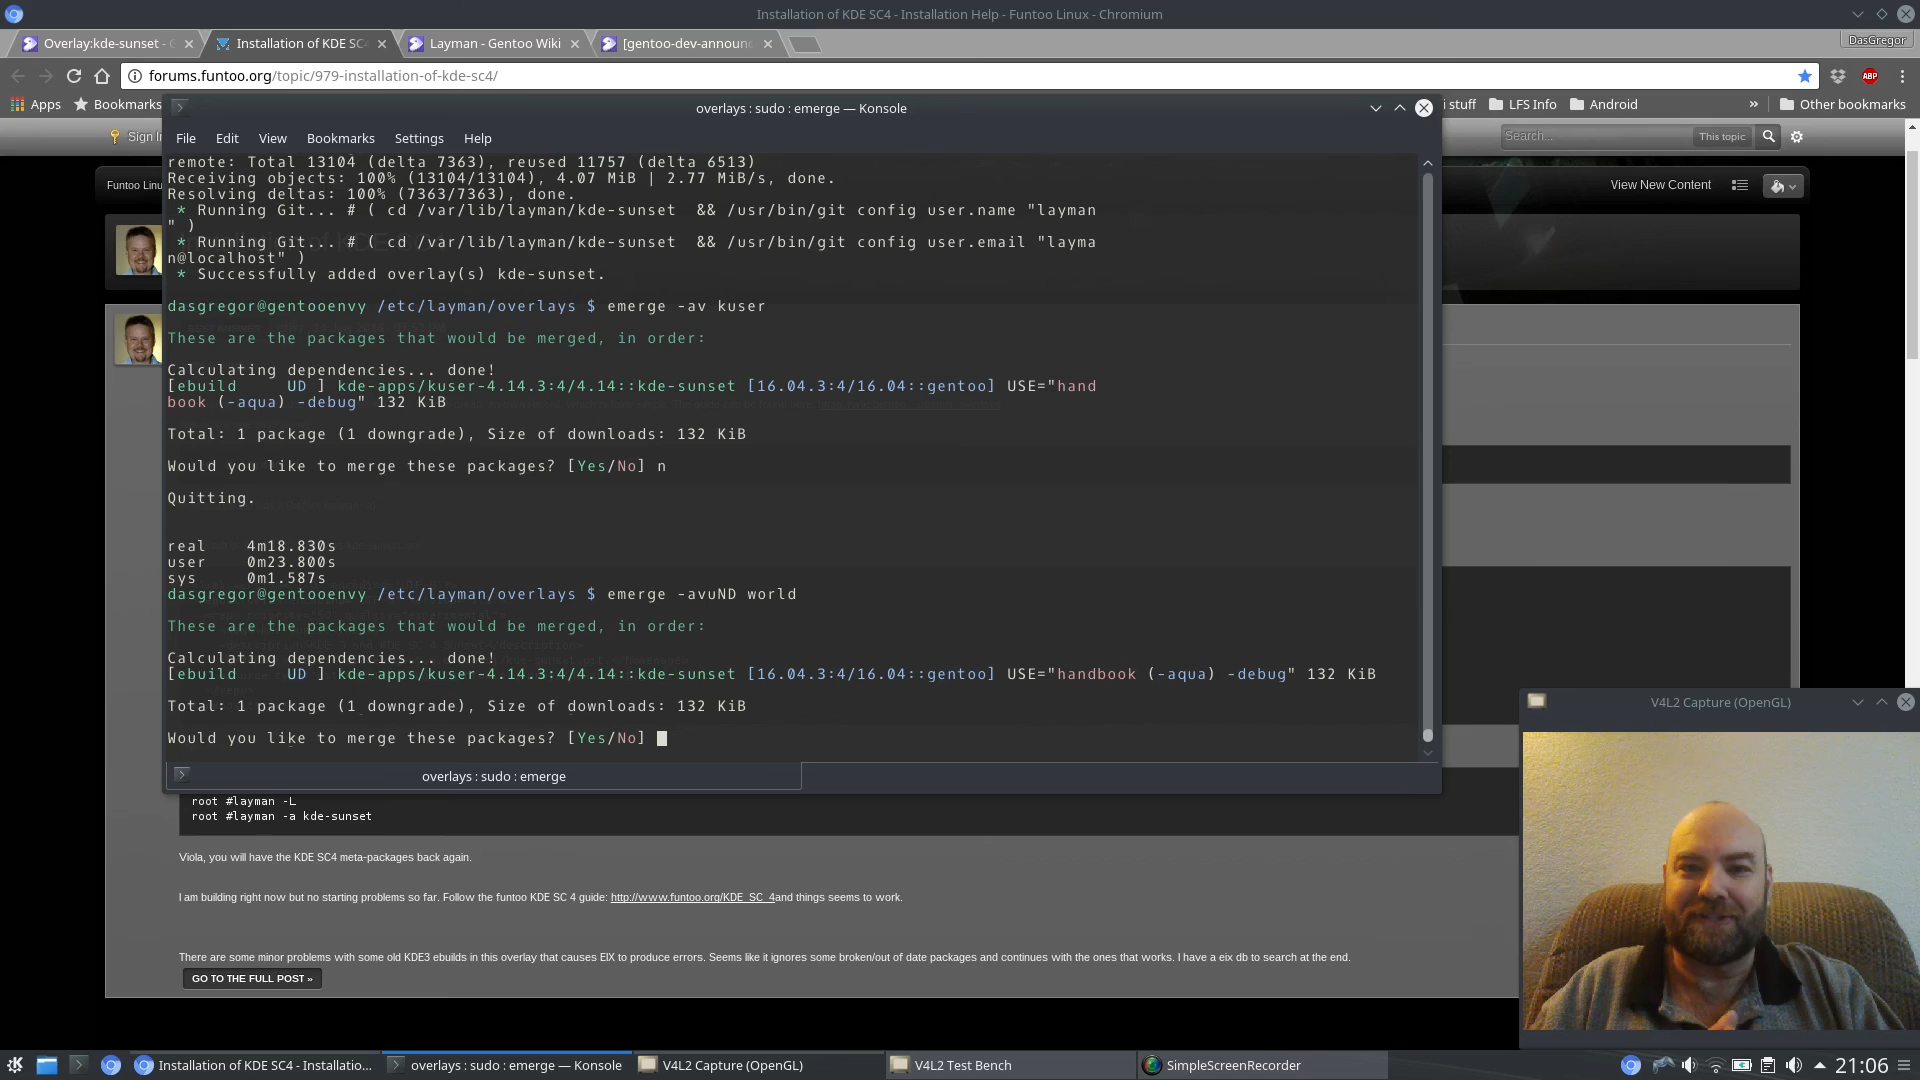 Installation of KDE SC4 - Installation Help - Funtoo Linux - Chromium
Overlay:kde-sunset - G
Installation of KDE SC4
Layman - Gentoo Wiki
[gentoo-dev-announc
DasGregor
forums.funtoo.org/topic/979-installation-of-kde-sc4/
ABP
Apps
Bookmarks
i stuff
LFS Info
Android
»
Other bookmarks
overlays : sudo : emerge — Konsole
Sign In
Search...
This topic
File Edit View Bookmarks Settings Help
Funtoo Linu
View New Content
remote: Total 13104 (delta 7363), reused 11757 (delta 6513)
Receiving objects: 100% (13104/13104), 4.07 MiB | 2.77 MiB/s, done.
Resolving deltas: 100% (7363/7363), done.
* Running Git... # ( cd /var/lib/layman/kde-sunset  && /usr/bin/git config user.name "layman
" )
* Running Git... # ( cd /var/lib/layman/kde-sunset  && /usr/bin/git config user.email "layma
n@localhost" )
* Successfully added overlay(s) kde-sunset.
dasgregor@gentooenvy /etc/layman/overlays $ emerge -av kuser
These are the packages that would be merged, in order:
Calculating dependencies... done!
[ebuild     UD ] kde-apps/kuser-4.14.3:4/4.14::kde-sunset [16.04.3:4/16.04::gentoo] USE="hand
book (-aqua) -debug" 132 KiB
Total: 1 package (1 downgrade), Size of downloads: 132 KiB
Would you like to merge these packages? [Yes/No] n
Quitting.
real    4m18.830s
user    0m23.800s
sys     0m1.587s
dasgregor@gentooenvy /etc/layman/overlays $ emerge -avuND world
These are the packages that would be merged, in order:
Calculating dependencies... done!
[ebuild     UD ] kde-apps/kuser-4.14.3:4/4.14::kde-sunset [16.04.3:4/16.04::gentoo] USE="handbook (-aqua) -debug" 132 KiB
Total: 1 package (1 downgrade), Size of downloads: 132 KiB
Would you like to merge these packages? [Yes/No]
overlays : sudo : emerge
V4L2 Capture (OpenGL)
root #layman -L
root #layman -a kde-sunset
Viola, you will have the KDE SC4 meta-packages back again.
I am building right now but no starting problems so far. Follow the funtoo KDE SC 4 guide: http://www.funtoo.org/KDE_SC_4and things seems to work.
There are some minor problems with some old KDE3 ebuilds in this overlay that causes EIX to produce errors. Seems like it ignores some broken/out of date packages and continues with the ones that works. I have a eix db to search at the end.
GO TO THE FULL POST »
Installation of KDE SC4 - Installatio...
overlays : sudo : emerge — Konsole
V4L2 Capture (OpenGL)
V4L2 Test Bench
SimpleScreenRecorder
21:06